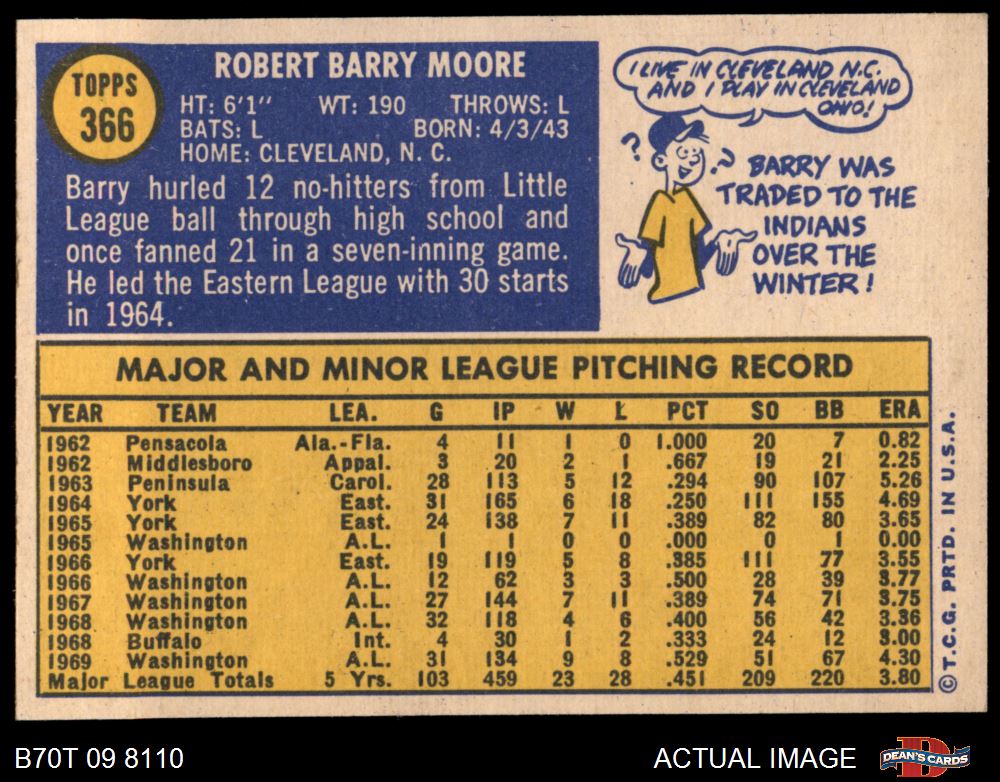 TOPPS
366
ROBERT BARRY MOORE
HT: 6'1" WT: 190 THROWS: L
BATS: L BORN: 4/3/43
HOME: CLEVELAND, N. C.
Barry hurled 12 no-hitters from Little
League ball through high school and
once fanned 21 in a seven-inning game.
He led the Eastern League with 30 starts
in 1964.
I LIVE IN CLEVELAND N.C.
AND I PLAY IN CLEVELAND
OHIO!
? ?
BARRY WAS
TRADED TO THE
INDIANS
OVER THE
WINTER!
MAJOR AND MINOR LEAGUE PITCHING RECORD
YEAR TEAM LEA. G IP W L PCT SO BB ERA
1962 Pensacola Ala.-Fla. 4 11 1 0 1.000 20 7 0.82
1962 Middlesboro Appal. 3 20 2 1 .667 19 21 2.25
1963 Peninsula Carol. 28 113 5 12 .294 90 107 5.26
1964 York East. 31 165 6 18 .250 111 155 4.69
1965 York East. 24 138 7 11 .389 82 80 3.65
1965 Washington A.L. 1 1 0 0 .000 0 1 0.00
1966 York East. 19 119 5 8 .385 111 77 3.55
1966 Washington A.L. 12 62 3 3 .500 28 39 3.77
1967 Washington A.L. 27 144 7 11 .389 74 71 3.75
1968 Washington A.L. 32 118 4 6 .400 56 42 3.36
1968 Buffalo Int. 4 30 1 2 .333 24 12 3.00
1969 Washington A.L. 31 134 9 8 .529 51 67 4.30
Major League Totals 5 Yrs. 103 459 23 28 .451 209 220 3.80
© T.C.G. PRTD. IN U.S.A.
B70T 09 8110
ACTUAL IMAGE
DEAN'S CARDS